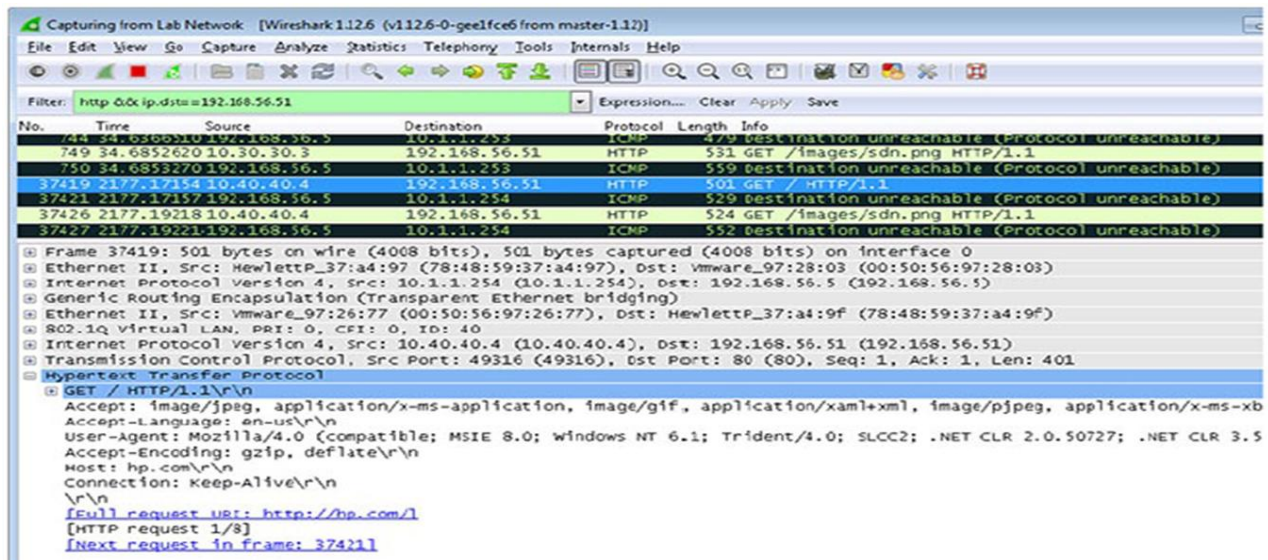 Capturing from Lab Network [Wireshark 1.12.6 (v1.12.6-0-gee1fce6 from master-1.12)]
File Edit View Go Capture Analyze Statistics Telephony Tools Internals Help
Filter: http && ip.dst==192.168.56.51 Expression... Clear Apply Save
No. Time Source Destination Protocol Length Info
744 34.6366510 192.168.56.5 10.1.1.253 ICMP 479 Destination unreachable (Protocol unreachable)
749 34.6852620 10.30.30.3 192.168.56.51 HTTP 531 GET /images/sdn.png HTTP/1.1
750 34.6853270 192.168.56.5 10.1.1.253 ICMP 559 Destination unreachable (Protocol unreachable)
37419 2177.17154 10.40.40.4 192.168.56.51 HTTP 501 GET / HTTP/1.1
37421 2177.17157 192.168.56.5 10.1.1.254 ICMP 529 Destination unreachable (Protocol unreachable)
37426 2177.19218 10.40.40.4 192.168.56.51 HTTP 524 GET /images/sdn.png HTTP/1.1
37427 2177.19221 192.168.56.5 10.1.1.254 ICMP 552 Destination unreachable (Protocol unreachable)
Frame 37419: 501 bytes on wire (4008 bits), 501 bytes captured (4008 bits) on interface 0
Ethernet II, Src: HewlettP_37:a4:97 (78:48:59:37:a4:97), Dst: Vmware_97:28:03 (00:50:56:97:28:03)
Internet Protocol Version 4, Src: 10.1.1.254 (10.1.1.254), Dst: 192.168.56.5 (192.168.56.5)
Generic Routing Encapsulation (Transparent Ethernet bridging)
Ethernet II, Src: Vmware_97:26:77 (00:50:56:97:26:77), Dst: HewlettP_37:a4:9f (78:48:59:37:a4:9f)
802.1Q Virtual LAN, PRI: 0, CFI: 0, ID: 40
Internet Protocol Version 4, Src: 10.40.40.4 (10.40.40.4), Dst: 192.168.56.51 (192.168.56.51)
Transmission Control Protocol, Src Port: 49316 (49316), Dst Port: 80 (80), Seq: 1, Ack: 1, Len: 401
Hypertext Transfer Protocol
GET / HTTP/1.1\r\n
Accept: image/jpeg, application/x-ms-application, image/gif, application/xaml+xml, image/pjpeg, application/x-ms-xb
Accept-Language: en-us\r\n
User-Agent: Mozilla/4.0 (compatible; MSIE 8.0; Windows NT 6.1; Trident/4.0; SLCC2; .NET CLR 2.0.50727; .NET CLR 3.5
Accept-Encoding: gzip, deflate\r\n
Host: hp.com\r\n
Connection: Keep-Alive\r\n
\r\n
[Full request URI: http://hp.com/]
[HTTP request 1/8]
[Next request in frame: 37421]